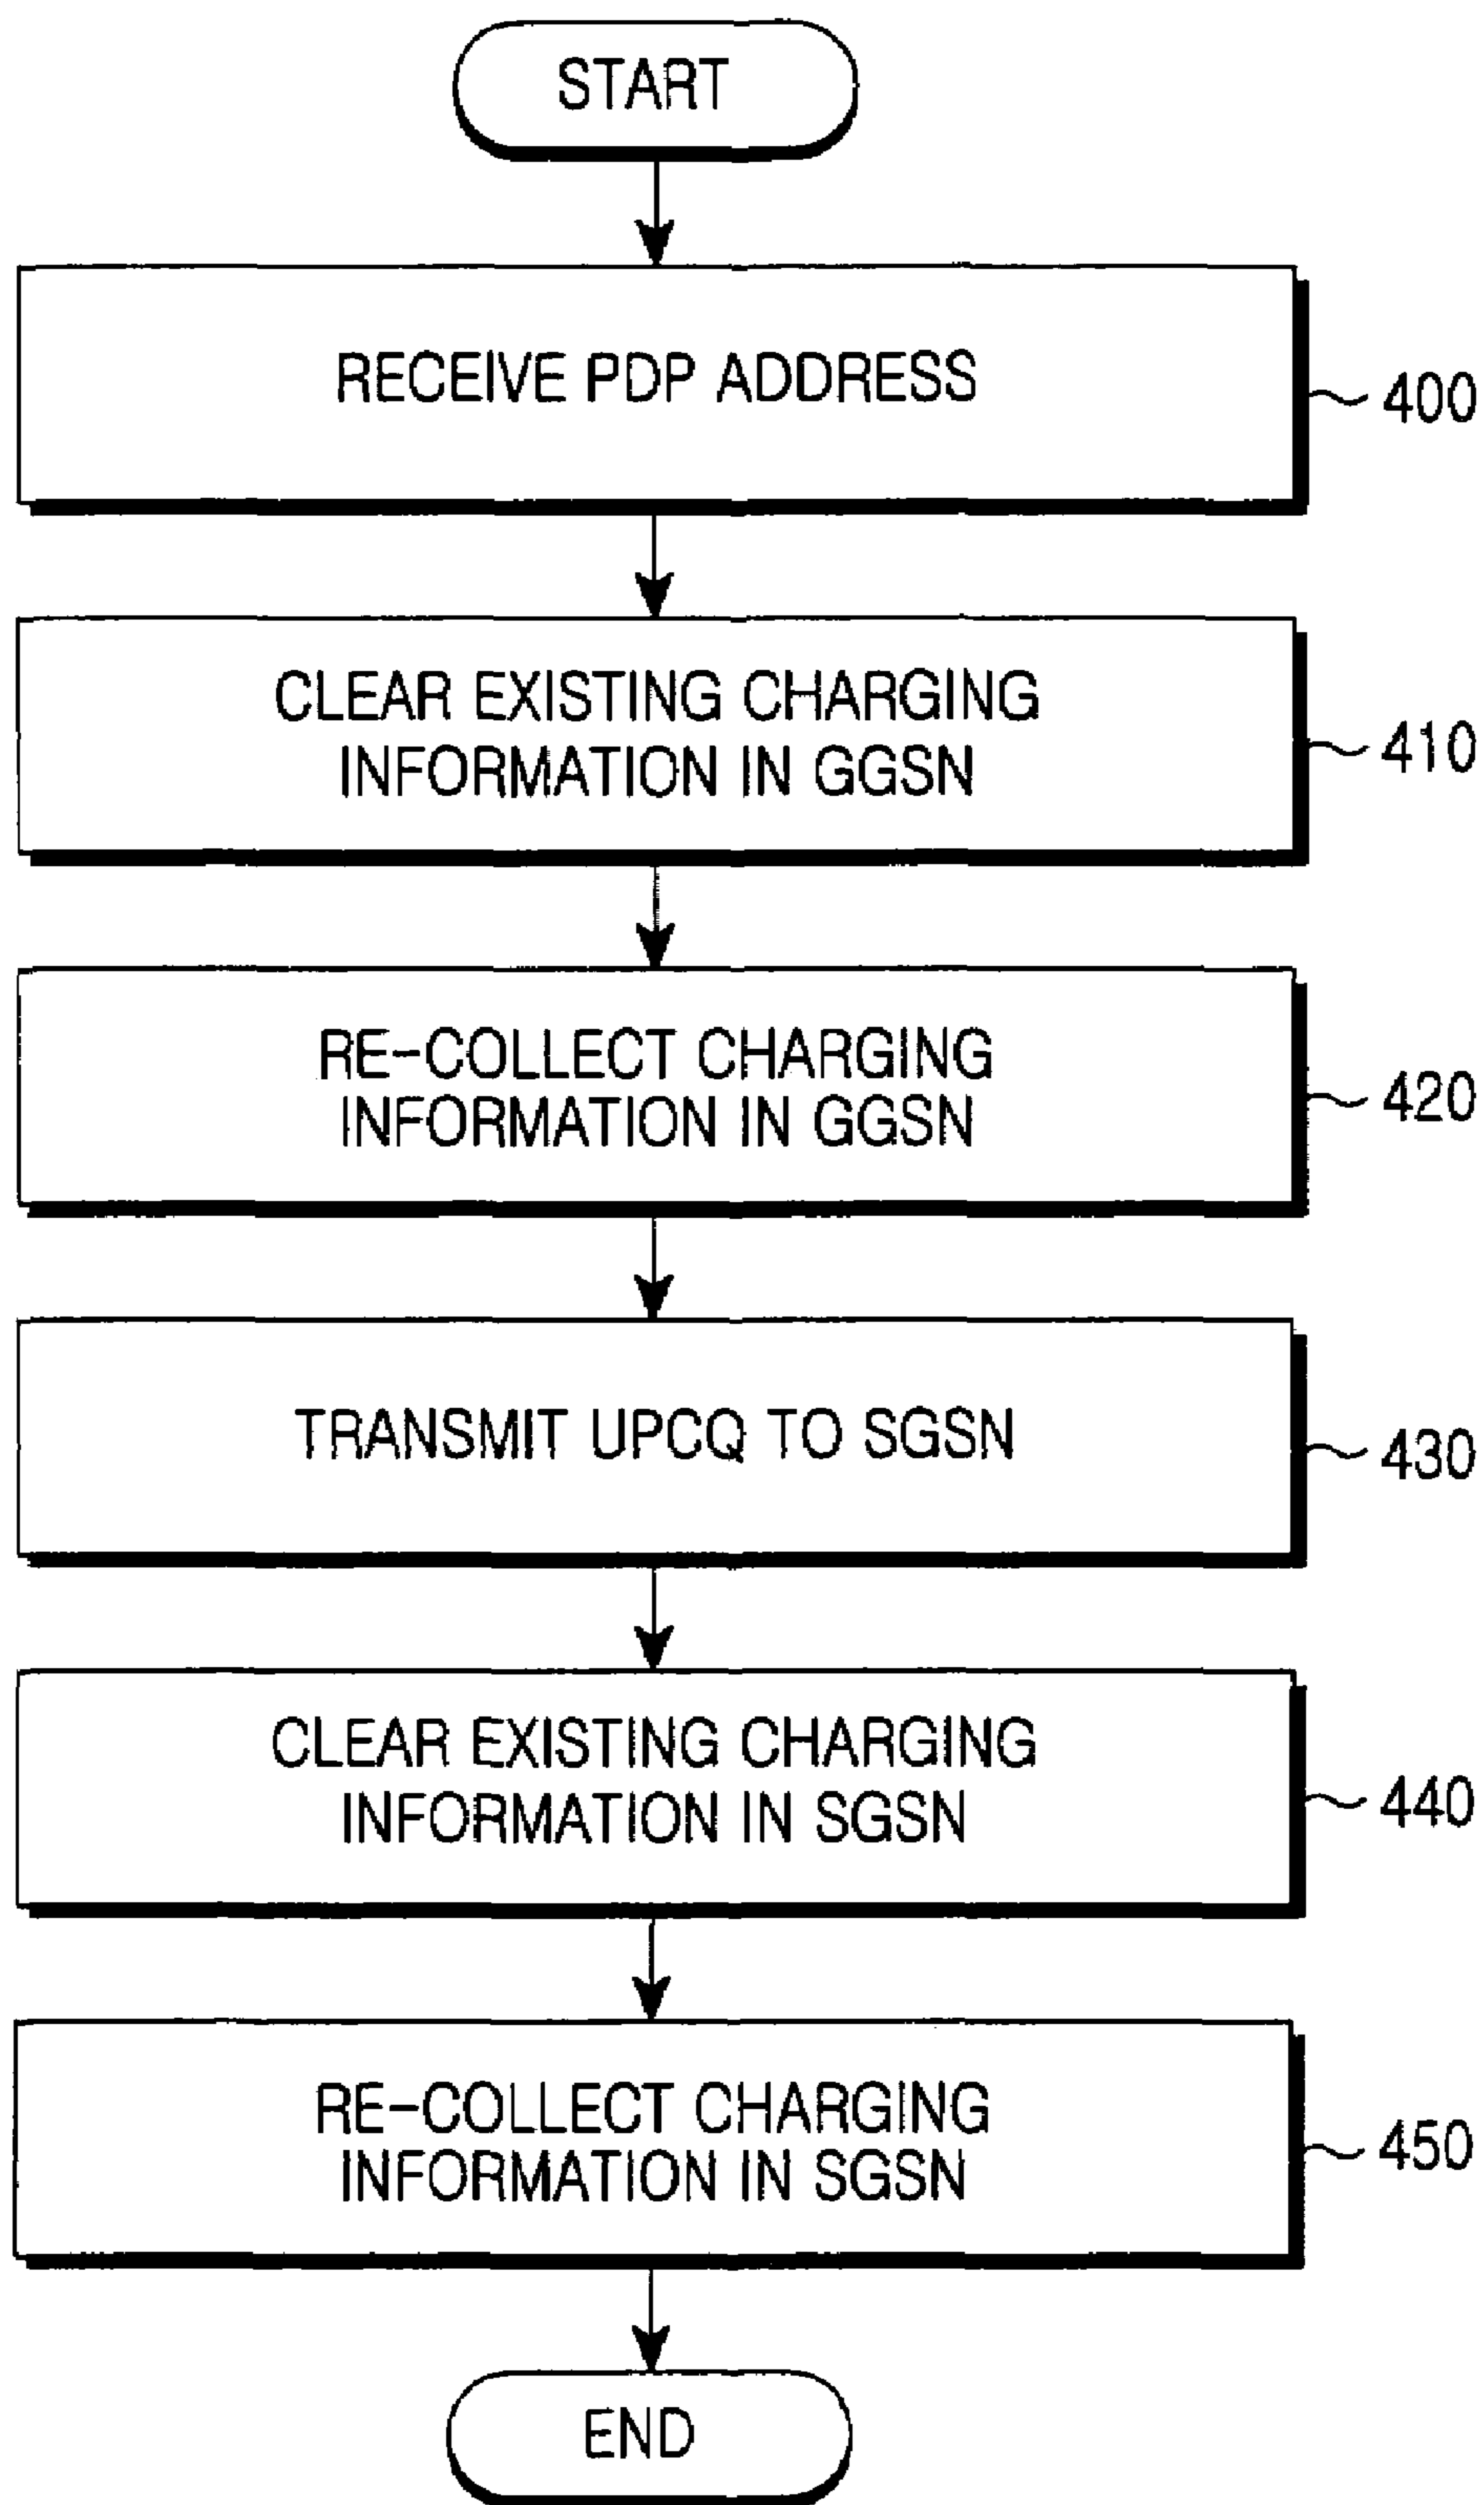 START
RECEIVE PDP ADDRESS
400
CLEAR EXISTING CHARGING
INFORMATION IN GGSN
410
RE-COLLECT CHARGING
INFORMATION IN GGSN
420
TRANSMIT UPCQ TO SGSN
430
CLEAR EXISTING CHARGING
INFORMATION IN SGSN
440
RE-COLLECT CHARGING
INFORMATION IN SGSN
450
END